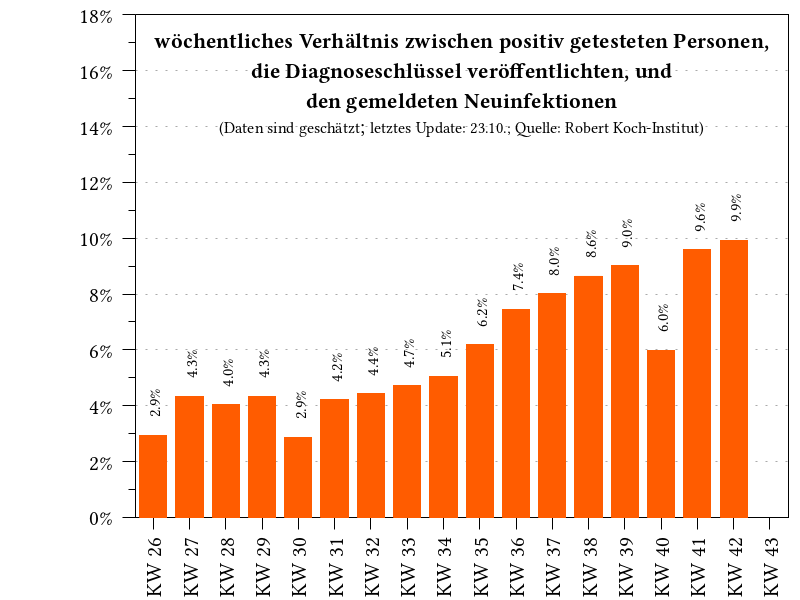 wöchentliches Verhältnis zwischen positiv getesteten Personen,
die Diagnoseschlüssel veröffentlichten, und
den gemeldeten Neuinfektionen
(Daten sind geschätzt; letztes Update: 23.10.; Quelle: Robert Koch-Institut)
18%
16%
14%
12%
10%
8%
6%
4%
2%
0%
2.9%
4.3%
4.0%
4.3%
2.9%
4.2%
4.4%
4.7%
5.1%
6.2%
7.4%
8.0%
8.6%
9.0%
6.0%
9.6%
9.9%
KW 26
KW 27
KW 28
KW 29
KW 30
KW 31
KW 32
KW 33
KW 34
KW 35
KW 36
KW 37
KW 38
KW 39
KW 40
KW 41
KW 42
KW 43